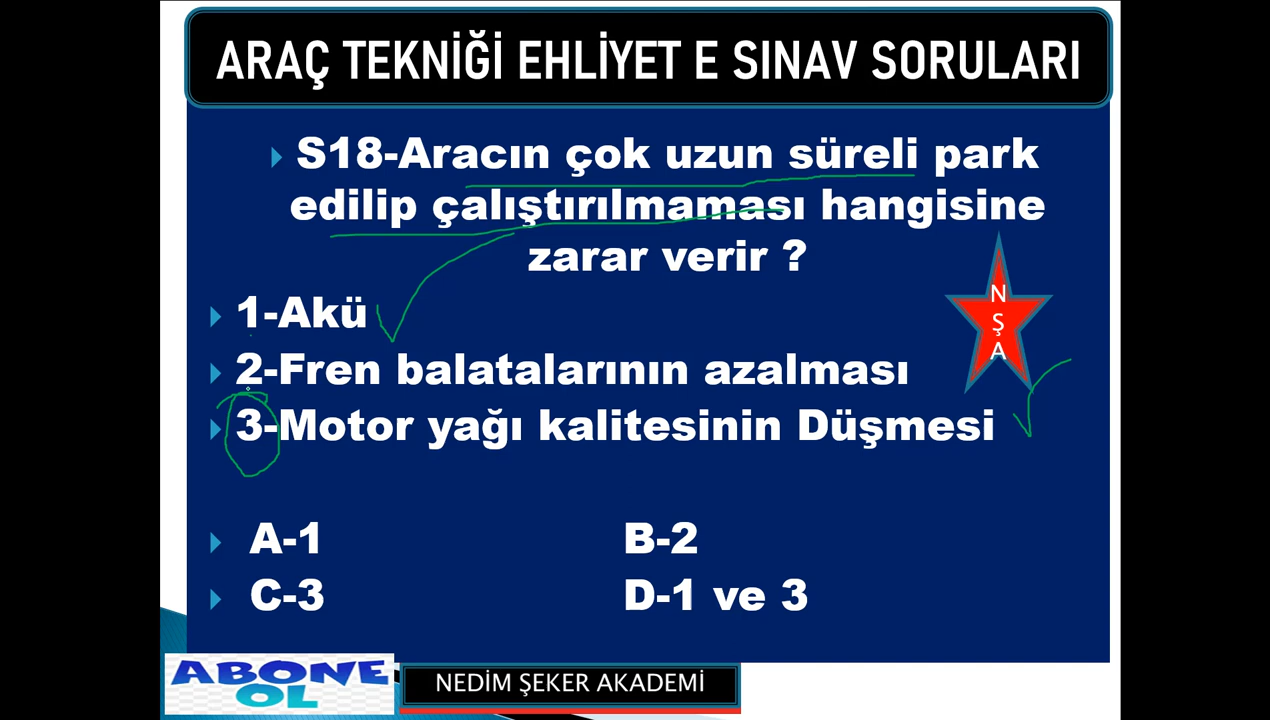 ARAÇ TEKNİĞİ EHLİYET E SINAV SORULARI
S18-Aracın çok uzun süreli park
edilip çalıştırılmaması hangisine
zarar verir ?
1-Akü
2-Fren balatalarının azalması
3-Motor yağı kalitesinin Düşmesi
N
Ş
A
A-1 B-2
C-3 D-1 ve 3
ABONE
OL
NEDİM ŞEKER AKADEMİ